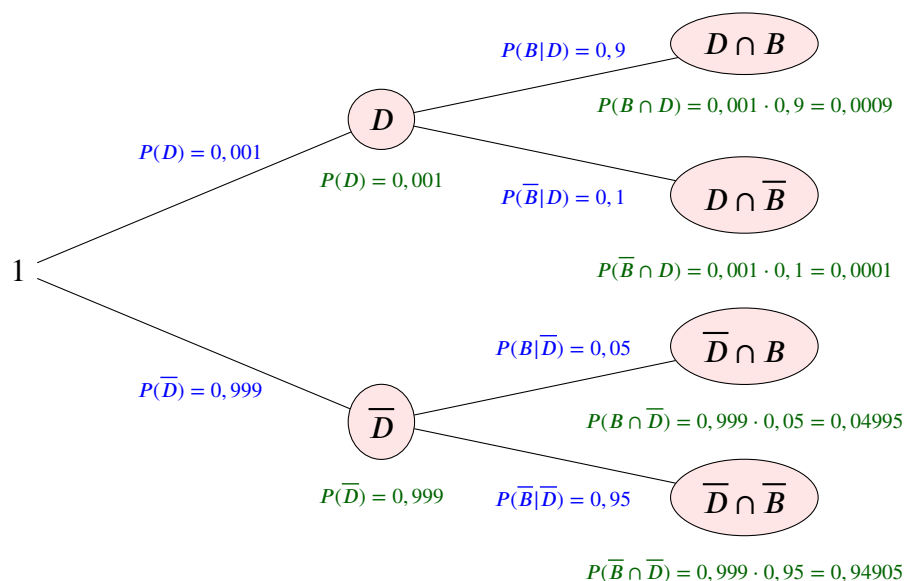 D ∩ B
P(B|D) = 0,9
P(B ∩ D) = 0,001 · 0,9 = 0,0009
D
P(D) = 0,001
P(D) = 0,001
P(B̅|D) = 0,1
D ∩ B̅
1
P(B̅ ∩ D) = 0,001 · 0,1 = 0,0001
P(B|D̅) = 0,05
D̅ ∩ B
P(D̅) = 0,999
D̅
P(B ∩ D̅) = 0,999 · 0,05 = 0,04995
P(D̅) = 0,999
P(B̅|D̅) = 0,95
D̅ ∩ B̅
P(B̅ ∩ D̅) = 0,999 · 0,95 = 0,94905